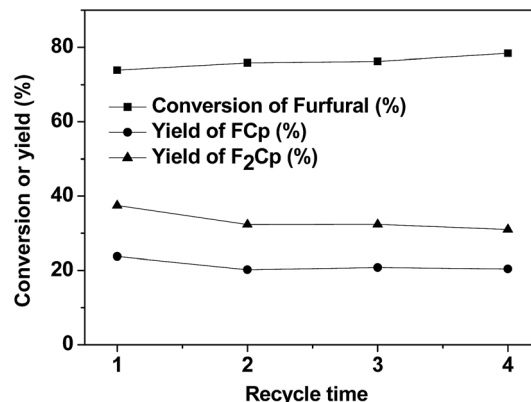 80
60
40
20
0
Conversion or yield (%)
Conversion of Furfural (%)
Yield of FCp (%)
Yield of F₂Cp (%)
1 2 3 4
Recycle time